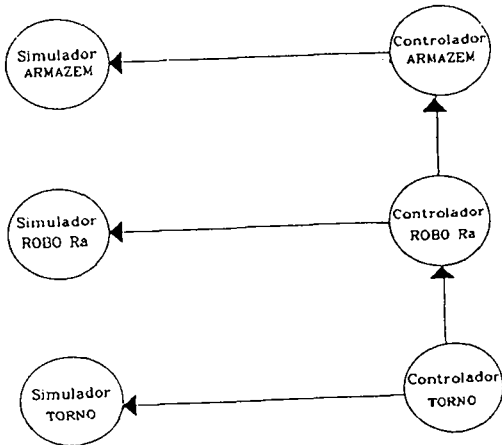 Simulador
ARMAZEM
Controlador
ARMAZEM
Simulador
ROBO Ra
Controlador
ROBO Ra
Simulador
TORNO
Controlador
TORNO